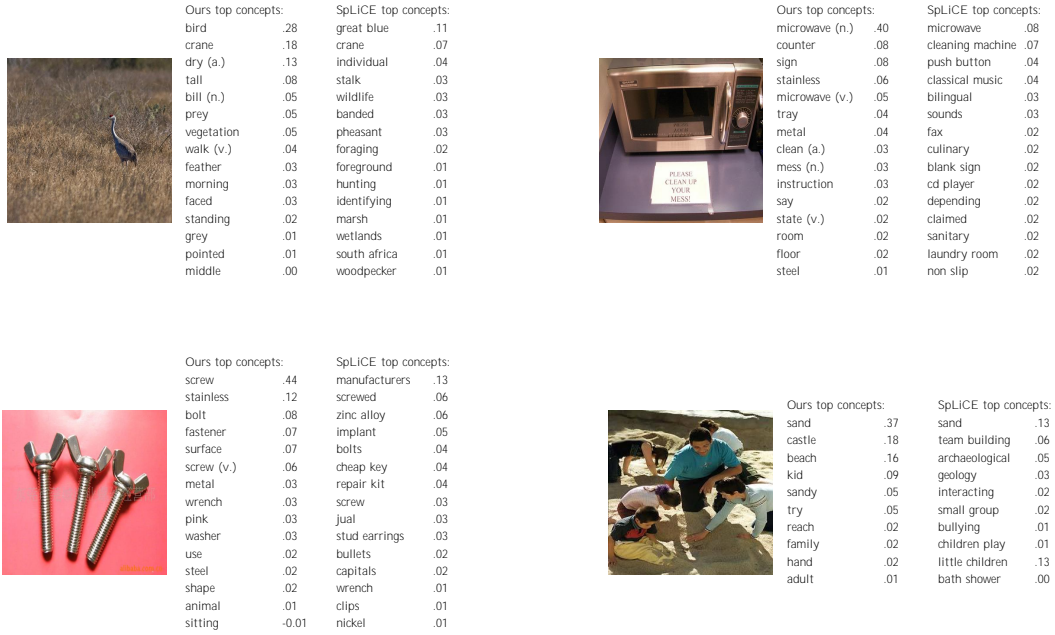 Ours top concepts:
bird .28
crane .18
dry (a.) .13
tall .08
bill (n.) .05
prey .05
vegetation .05
walk (v.) .04
feather .03
morning .03
faced .03
standing .02
grey .01
pointed .01
middle .00
SpLiCE top concepts:
great blue .11
crane .07
individual .04
stalk .03
wildlife .03
banded .03
pheasant .03
foraging .02
foreground .01
hunting .01
identifying .01
marsh .01
wetlands .01
south africa .01
woodpecker .01
PLEASE
CLEAN UP
YOUR
MESS!
Ours top concepts:
microwave (n.) .40
counter .08
sign .08
stainless .06
microwave (v.) .05
tray .04
metal .04
clean (a.) .03
mess (n.) .03
instruction .03
say .02
state (v.) .02
room .02
floor .02
steel .01
SpLiCE top concepts:
microwave .08
cleaning machine .07
push button .04
classical music .04
bilingual .03
sounds .03
fax .02
culinary .02
blank sign .02
cd player .02
depending .02
claimed .02
sanitary .02
laundry room .02
non slip .02
Ours top concepts:
screw .44
stainless .12
bolt .08
fastener .07
surface .07
screw (v.) .06
metal .03
wrench .03
pink .03
washer .03
use .02
steel .02
shape .02
animal .01
sitting -0.01
SpLiCE top concepts:
manufacturers .13
screwed .06
zinc alloy .06
implant .05
bolts .04
cheap key .04
repair kit .04
screw .03
jual .03
stud earrings .03
bullets .02
capitals .02
wrench .01
clips .01
nickel .01
Ours top concepts:
sand .37
castle .18
beach .16
kid .09
sandy .05
try .05
reach .02
family .02
hand .02
adult .01
SpLiCE top concepts:
sand .13
team building .06
archaeological .05
geology .03
interacting .02
small group .02
bullying .01
children play .01
little children .13
bath shower .00